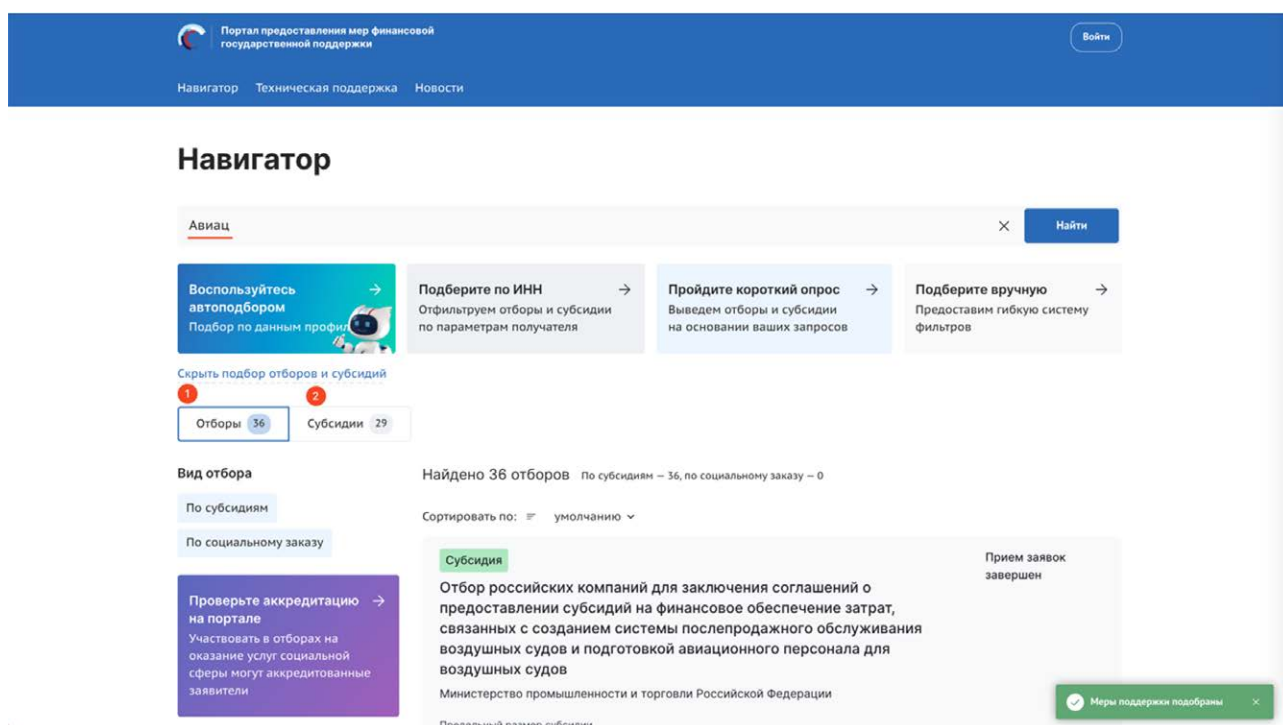 Портал предоставления мер финансовой
государственной поддержки
Войти
Навигатор Техническая поддержка Новости
Навигатор
Авиац
Найти
Воспользуйтесь
автоподбором
Подбор по данным профил
Подберите по ИНН
Отфильтруем отборы и субсидии
по параметрам получателя
Пройдите короткий опрос
Выведем отборы и субсидии
на основании ваших запросов
Подберите вручную
Предоставим гибкую систему
фильтров
Скрыть подбор отборов и субсидий
1 2
Отборы 36 Субсидии 29
Вид отбора
По субсидиям
По социальному заказу
Проверьте аккредитацию
на портале
Участвовать в отборах на
оказание услуг социальной
сферы могут аккредитованные
заявители
Найдено 36 отборов По субсидиям – 36, по социальному заказу – 0
Сортировать по: умолчанию
Субсидия
Прием заявок
завершен
Отбор российских компаний для заключения соглашений о
предоставлении субсидий на финансовое обеспечение затрат,
связанных с созданием системы послепродажного обслуживания
воздушных судов и подготовкой авиационного персонала для
воздушных судов
Министерство промышленности и торговли Российской Федерации
Предельный размер субсидии
Меры поддержки подобраны